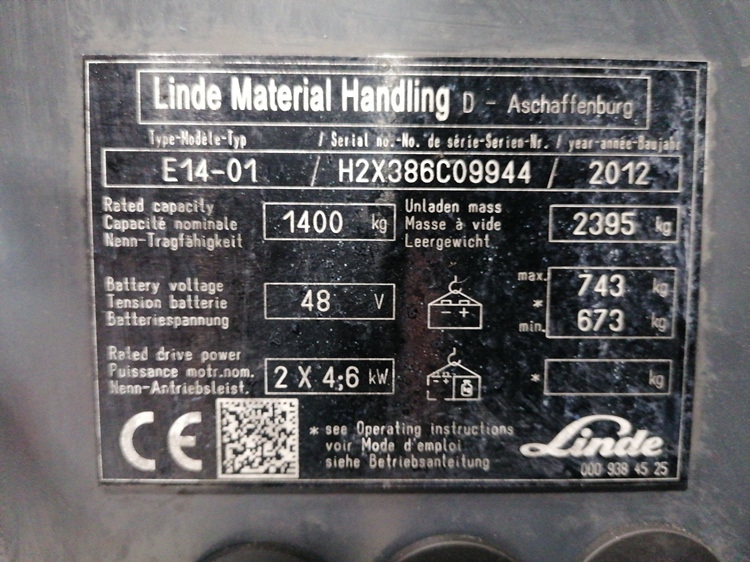 Linde Material Handling D - Aschaffenburg
Type-Modèle-Typ / Serial no.-No. de série-Serien-Nr. / year-année-Baujahr
E14-01 / H2X386C09944 / 2012
Rated capacity
Capacité nominale
Nenn-Tragfähigkeit
1400 kg
Unladen mass
Masse à vide
Leergewicht
2395 kg
Battery voltage
Tension batterie
Batteriespannung
48 V
- +
max. 743 kg
*
min. 673 kg
Rated drive power
Puissance motr.nom.
Nenn-Antriebsleist.
2 X 4;6 kW
* kg
CE
* see Operating instructions
voir Mode d'emploi
siehe Betriebsanleitung
Linde
000 938 45 25